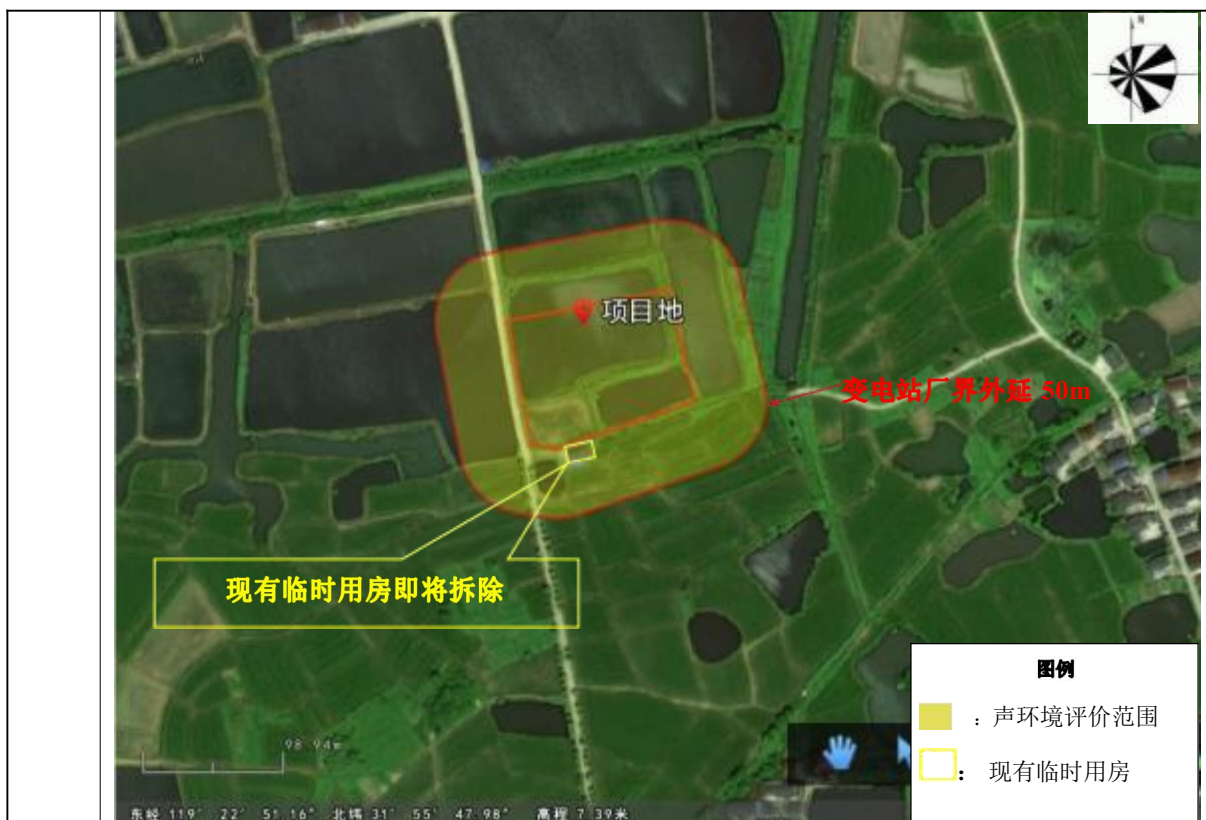 N
项目地
变电站厂界外延 50m
现有临时用房即将拆除
图例
：声环境评价范围
： 现有临时用房
98.94m
东经 119° 22' 51.16" 北纬 31° 55' 47.98" 高程 7.39米